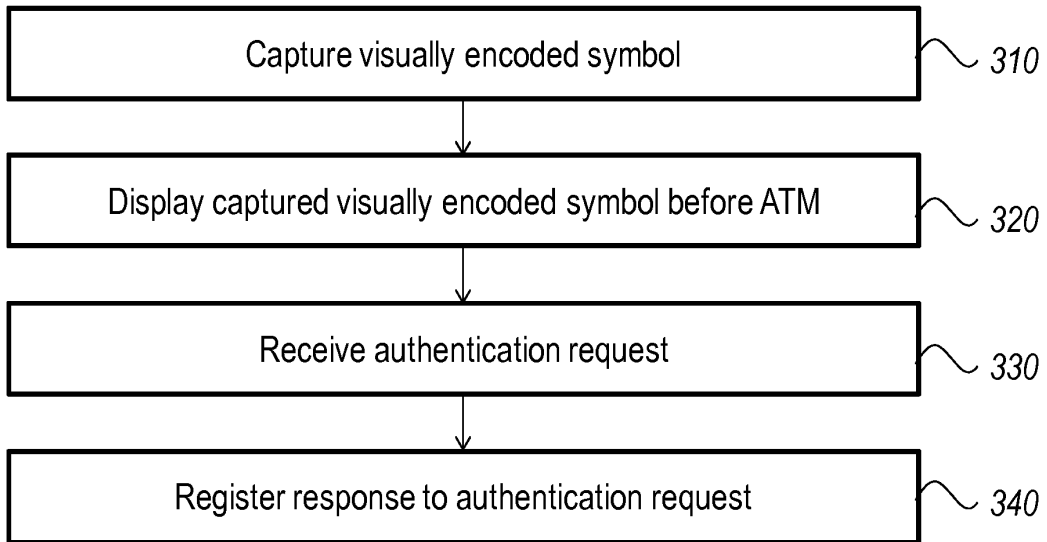 Capture visually encoded symbol
310
Display captured visually encoded symbol before ATM
320
Receive authentication request
330
Register response to authentication request
340